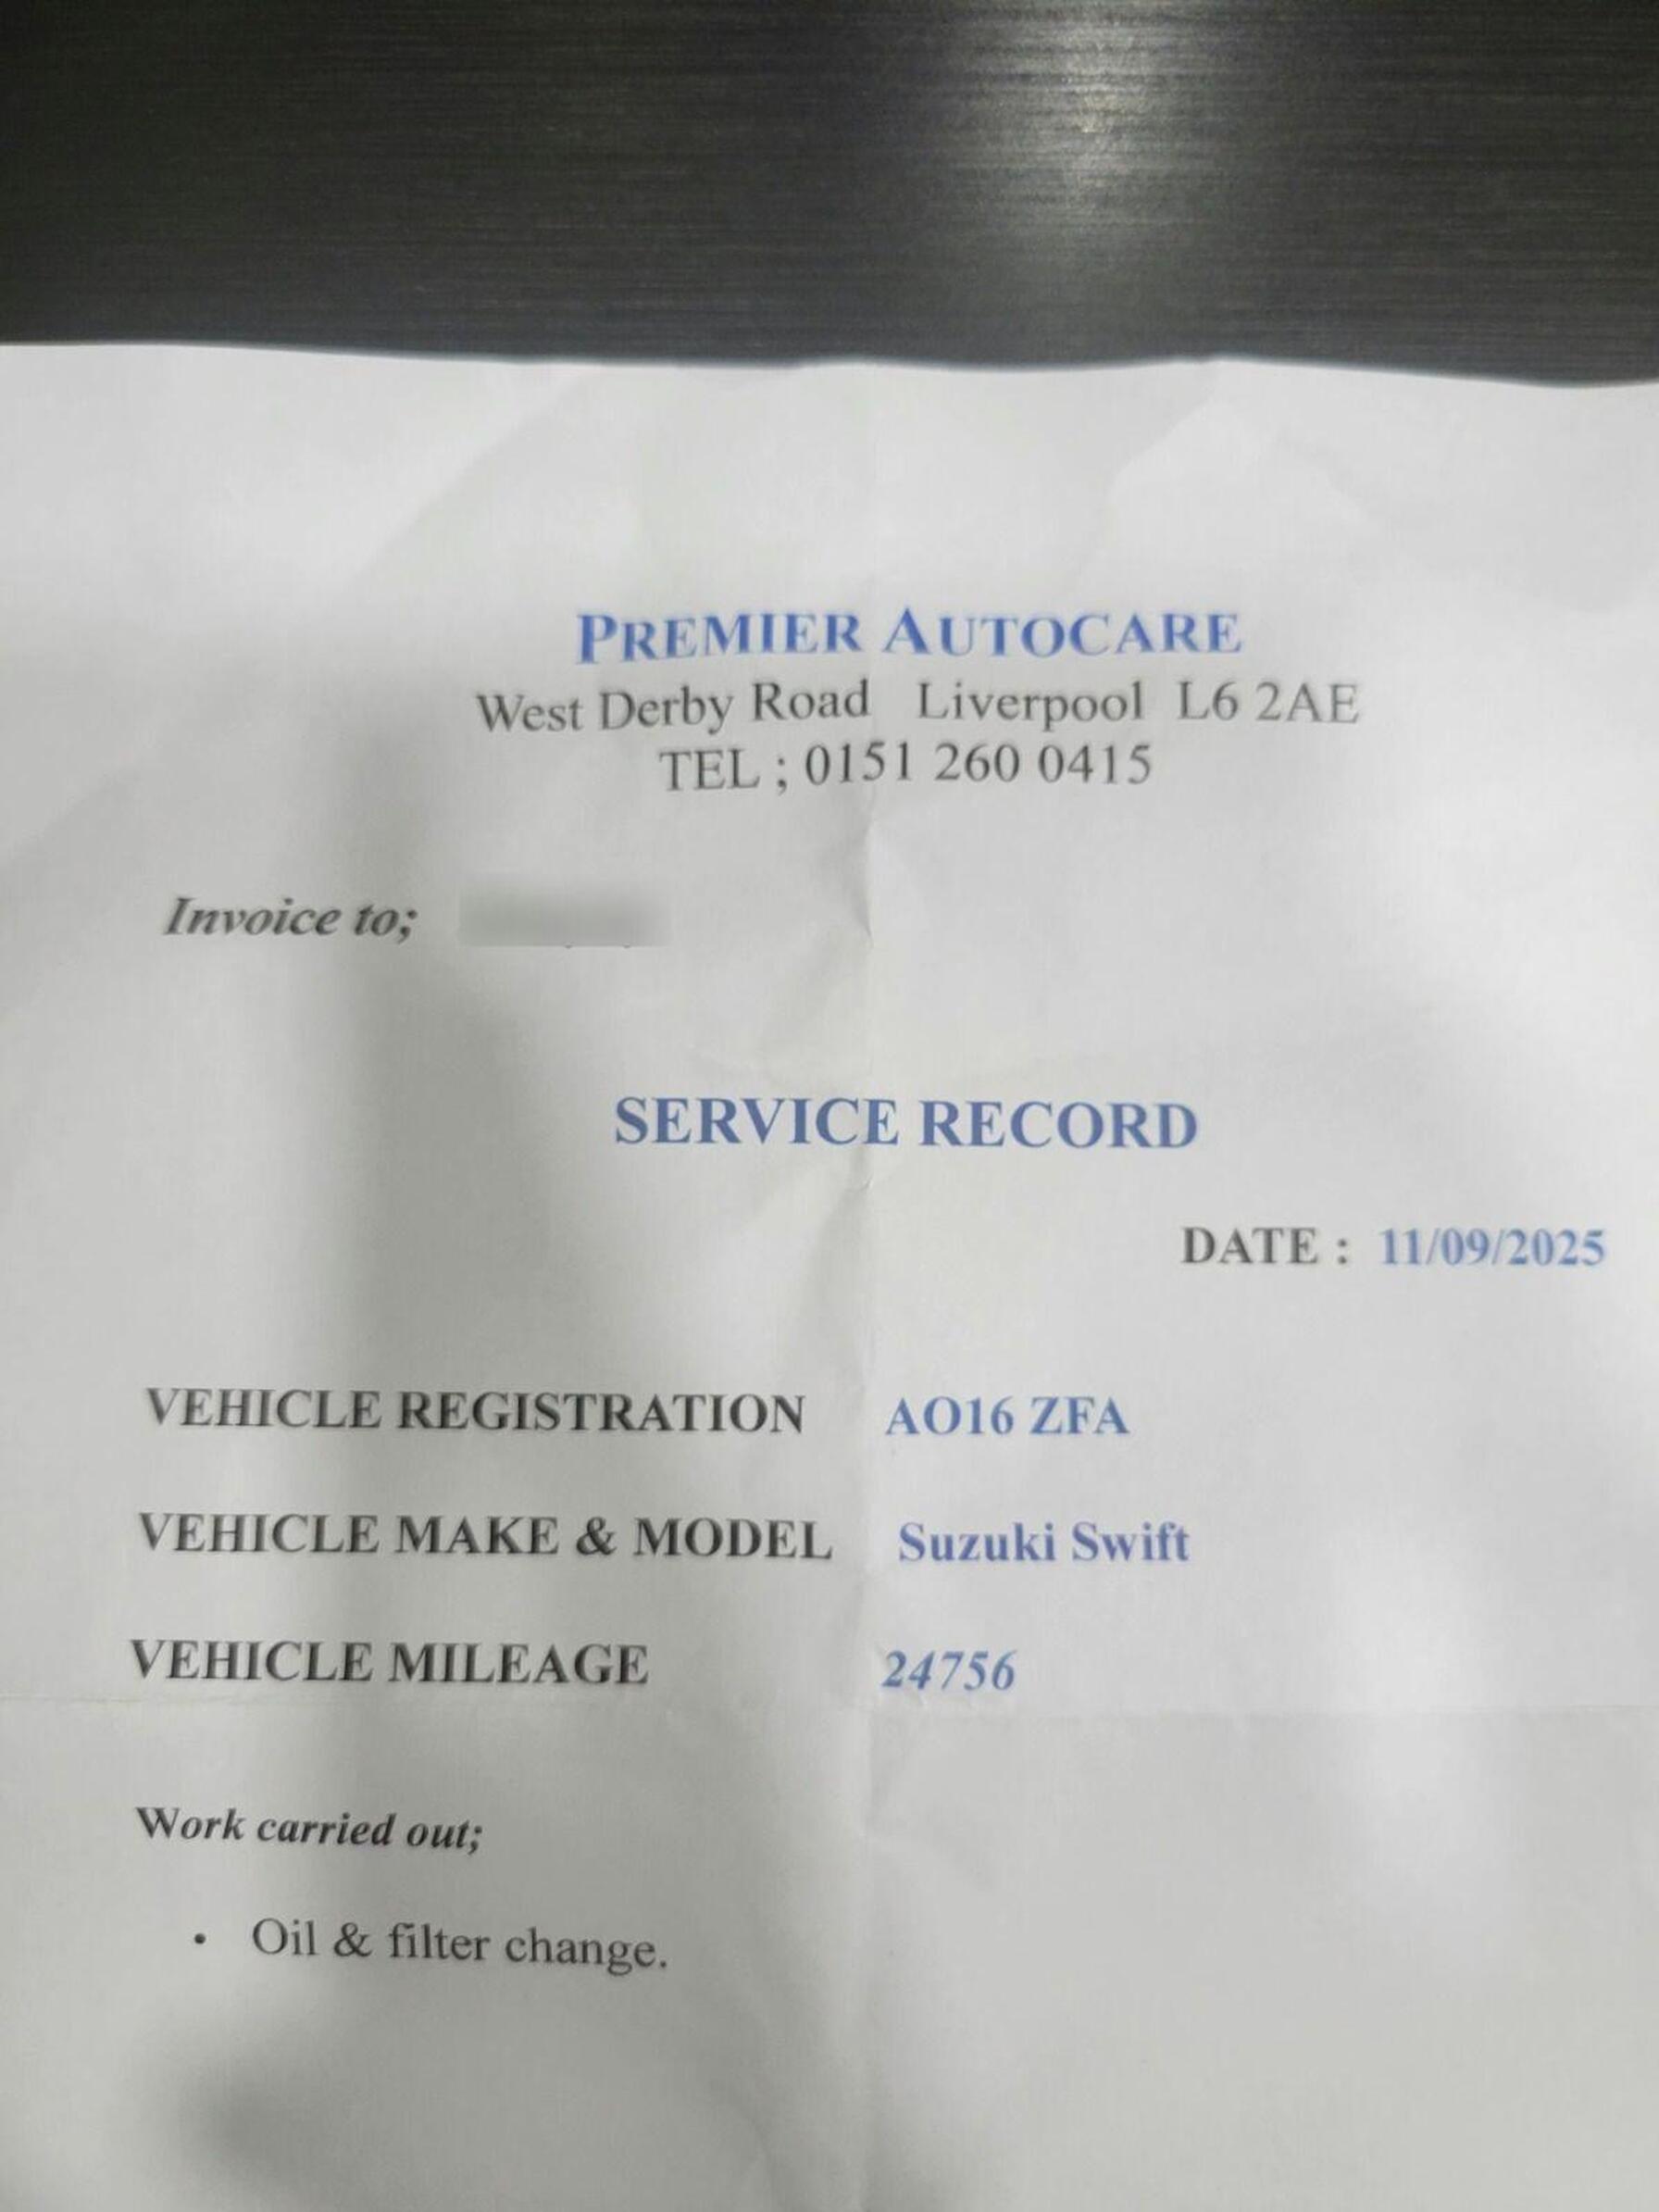 PREMIER AUTOCARE
West Derby Road Liverpool L6 2AE
TEL ; 0151 260 0415
Invoice to;
SERVICE RECORD
DATE : 11/09/2025
VEHICLE REGISTRATION AO16 ZFA
VEHICLE MAKE & MODEL Suzuki Swift
VEHICLE MILEAGE 24756
Work carried out;
• Oil & filter change.